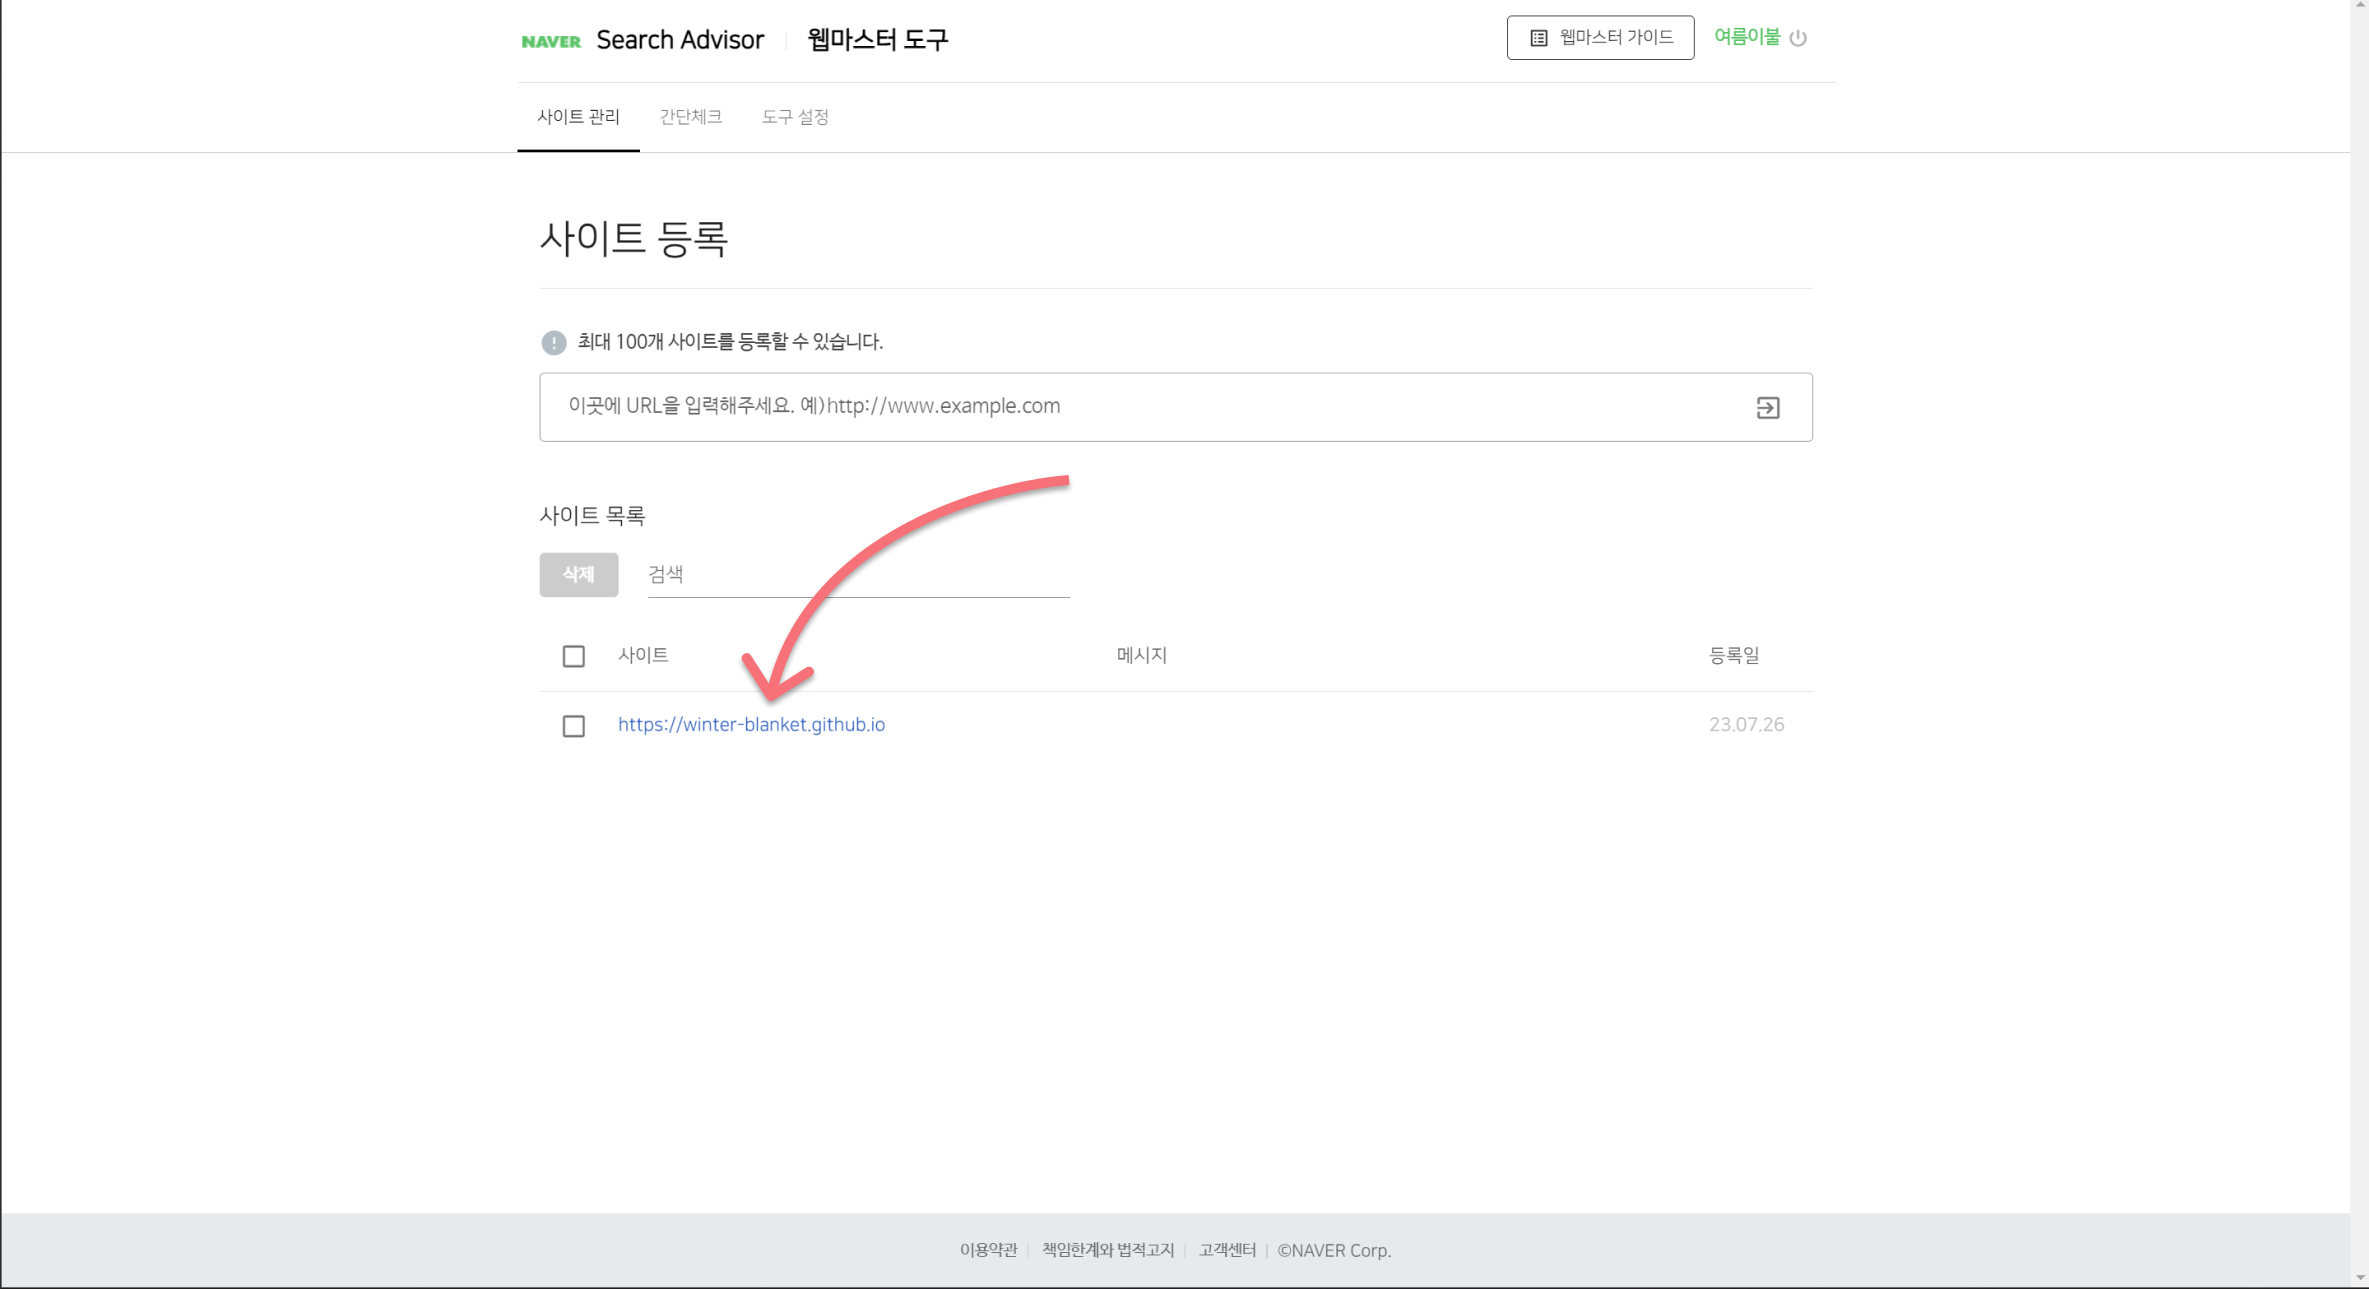 NAVER Search Advisor 웹마스터 도구
웹마스터 가이드 여름이불
사이트 관리 간단체크 도구 설정
사이트 등록
최대 100개 사이트를 등록할 수 있습니다.
이곳에 URL을 입력해주세요. 예)http://www.example.com
사이트 목록
삭제 검색
사이트 메시지 등록일
https://winter-blanket.github.io 23.07.26
이용약관 책임한계와 법적고지 고객센터 ©NAVER Corp.